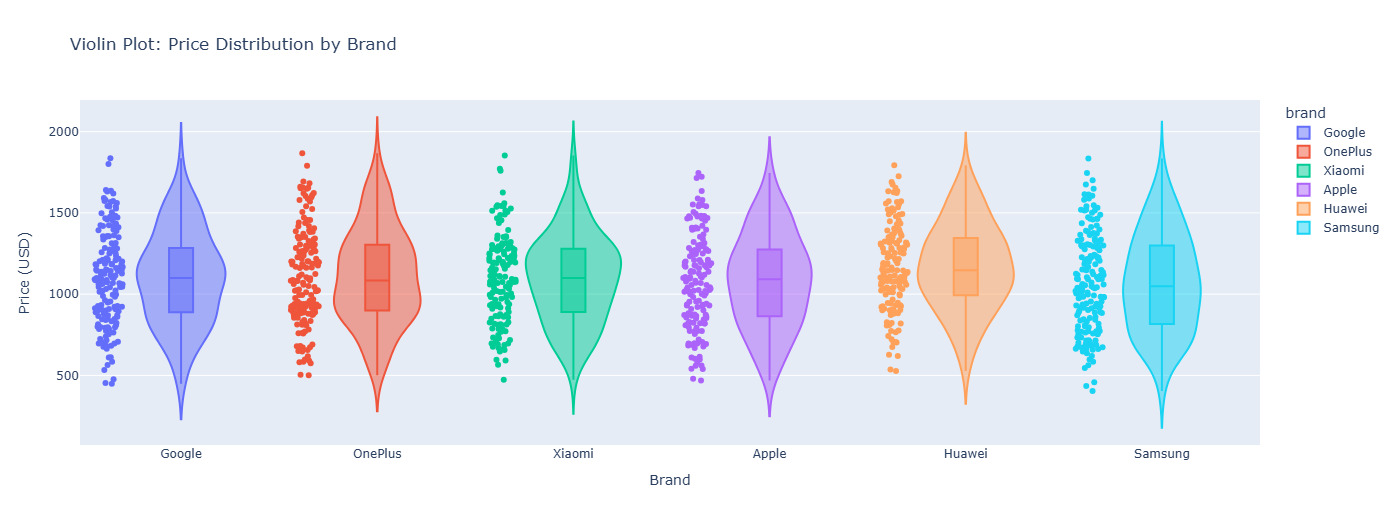 Violin Plot: Price Distribution by Brand
brand
Google
OnePlus
Xiaomi
Apple
Huawei
Samsung
2000
1500
1000
500
Price (USD)
Google OnePlus Xiaomi Apple Huawei Samsung
Brand